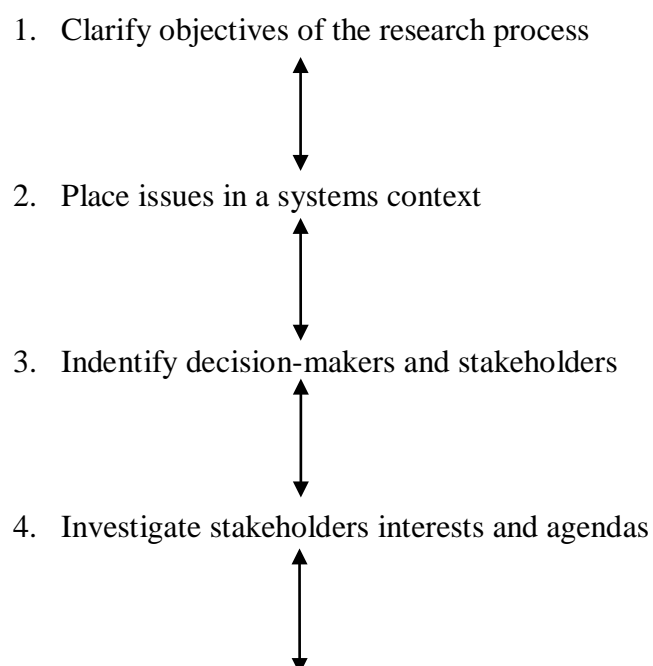 1. Clarify objectives of the research process
2. Place issues in a systems context
3. Indentify decision-makers and stakeholders
4. Investigate stakeholders interests and agendas